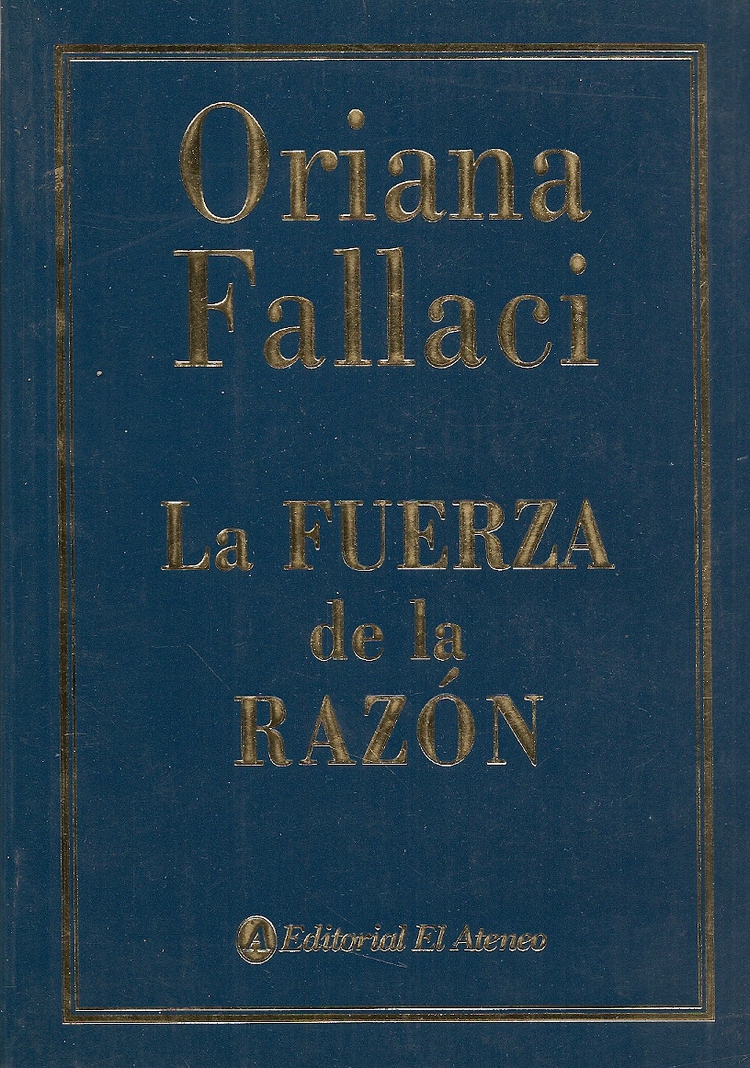 Oriana
Fallaci
La FUERZA
de la
RAZÓN
A Editorial El Ateneo